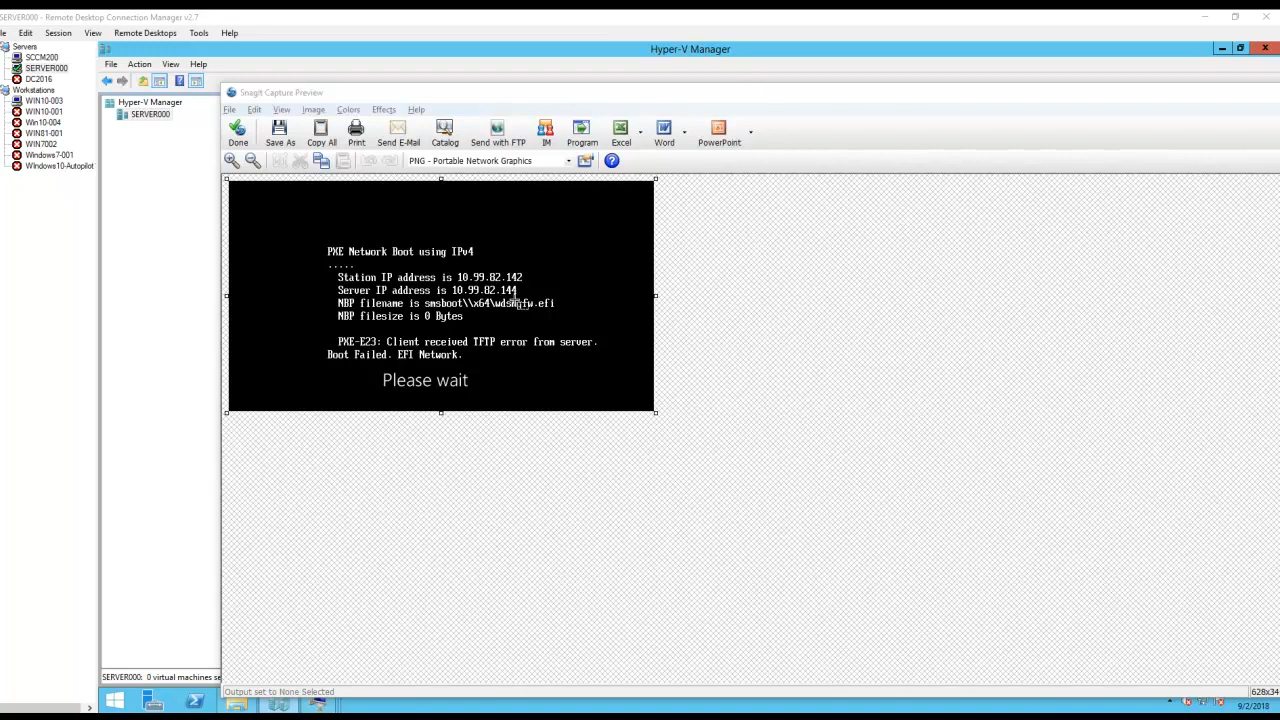 SERVER000 - Remote Desktop Connection Manager v2.7
le Edit Session View Remote Desktops Tools Help
Servers
SCCM200
SERVER000
DC2016
Workstations
WIN10-003
WIN10-001
Win10-004
WIN81-001
WIN7002
Windows7-001
WIndows10-Autopilot
Hyper-V Manager
File Action View Help
Hyper-V Manager
SERVER000
SnagIt Capture Preview
File Edit View Image Colors Effects Help
Done Save As Copy All Print Send E-Mail Catalog Send with FTP IM Program Excel Word PowerPoint
PNG - Portable Network Graphics
PXE Network Boot using IPv4
.....
Station IP address is 10.99.82.142
Server IP address is 10.99.82.144
NBP filename is smsboot\\x64\wdsmgfw.efi
NBP filesize is 0 Bytes
PXE-E23: Client received TFTP error from server.
Boot Failed. EFI Network.
Please wait
SERVER000: 0 virtual machines se
Output set to None Selected
628x34
9/2/2018